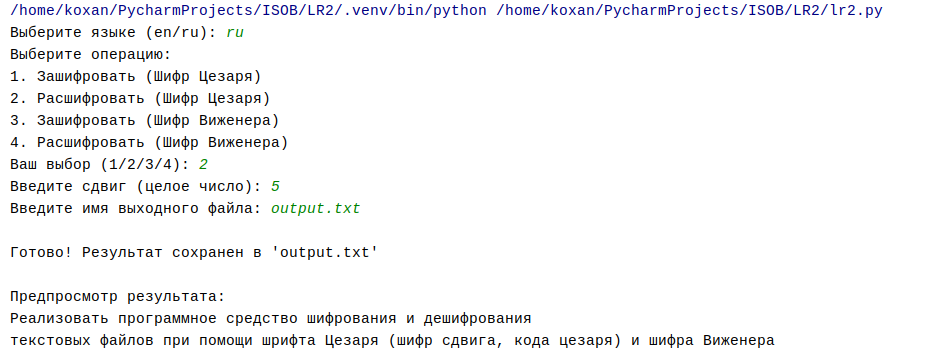 /home/koxan/PycharmProjects/ISOB/LR2/.venv/bin/python /home/koxan/PycharmProjects/ISOB/LR2/lr2.py
Выберите языке (en/ru): ru
Выберите операцию:
1. Зашифровать (Шифр Цезаря)
2. Расшифровать (Шифр Цезаря)
3. Зашифровать (Шифр Виженера)
4. Расшифровать (Шифр Виженера)
Ваш выбор (1/2/3/4): 2
Введите сдвиг (целое число): 5
Введите имя выходного файла: output.txt
Готово! Результат сохранен в 'output.txt'
Предпросмотр результата:
Реализовать программное средство шифрования и дешифрования
текстовых файлов при помощи шрифта Цезаря (шифр сдвига, кода цезаря) и шифра Виженера